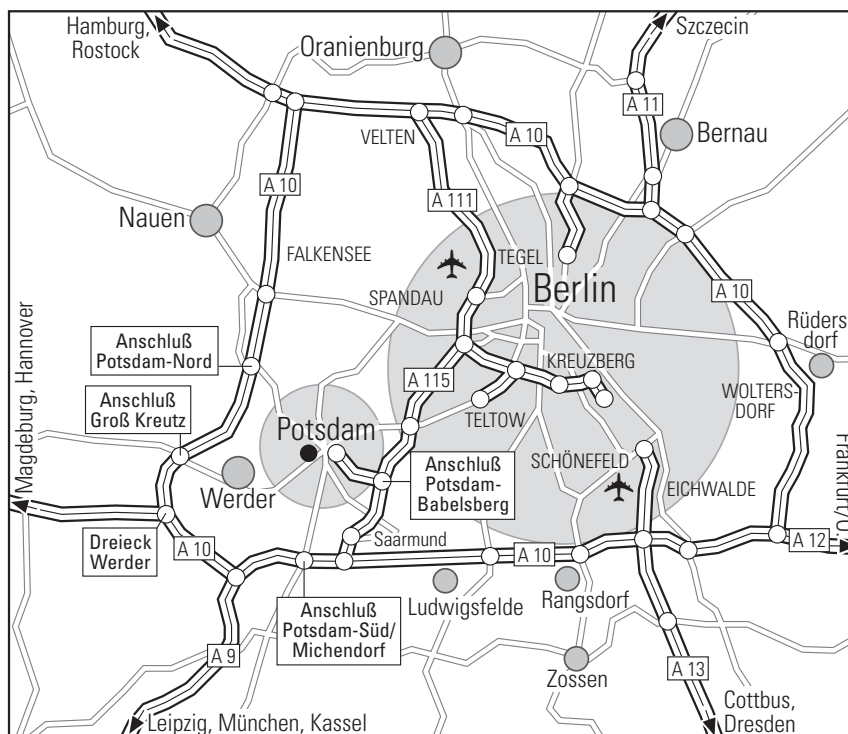 Hamburg,
Rostock
Oranienburg
Szczecin
A 11
Bernau
VELTEN
A 10
A 10
A 111
Nauen
FALKENSEE
TEGEL
SPANDAU
Berlin
A 10
Rüders-
dorf
Anschluß
Potsdam-Nord
KREUZBERG
A 115
WOLTERS-
DORF
Anschluß
Groß Kreutz
Magdeburg, Hannover
TELTOW
Potsdam
SCHÖNEFELD
Anschluß
Potsdam-
Babelsberg
EICHWALDE
Frankfurt/O.
Werder
Saarmund
Dreieck
Werder
A 10
A 10
A 12
Anschluß
Potsdam-Süd/
Michendorf
Ludwigsfelde
Rangsdorf
A 9
Zossen
A 13
Leipzig, München, Kassel
Cottbus,
Dresden